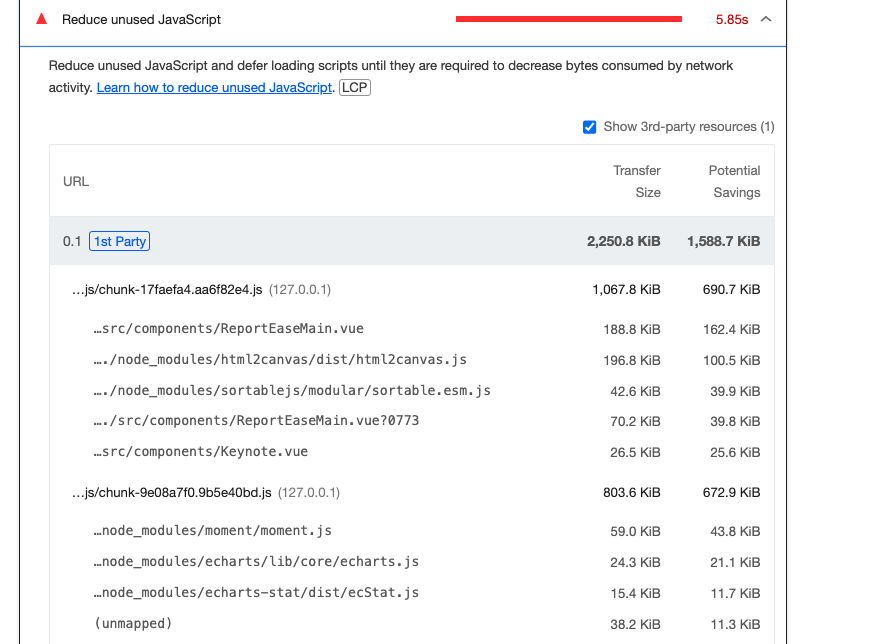 Reduce unused JavaScript 5.85s
Reduce unused JavaScript and defer loading scripts until they are required to decrease bytes consumed by network
activity. Learn how to reduce unused JavaScript. LCP
Show 3rd-party resources (1)
URL Transfer Size Potential Savings
0.1 1st Party 2,250.8 KiB 1,588.7 KiB
…js/chunk-17faefa4.aa6f82e4.js (127.0.0.1) 1,067.8 KiB 690.7 KiB
…src/components/ReportEaseMain.vue 188.8 KiB 162.4 KiB
…./node_modules/html2canvas/dist/html2canvas.js 196.8 KiB 100.5 KiB
…./node_modules/sortablejs/modular/sortable.esm.js 42.6 KiB 39.9 KiB
…./src/components/ReportEaseMain.vue?0773 70.2 KiB 39.8 KiB
…src/components/Keynote.vue 26.5 KiB 25.6 KiB
…js/chunk-9e08a7f0.9b5e40bd.js (127.0.0.1) 803.6 KiB 672.9 KiB
…node_modules/moment/moment.js 59.0 KiB 43.8 KiB
…node_modules/echarts/lib/core/echarts.js 24.3 KiB 21.1 KiB
…node_modules/echarts-stat/dist/ecStat.js 15.4 KiB 11.7 KiB
(unmapped) 38.2 KiB 11.3 KiB